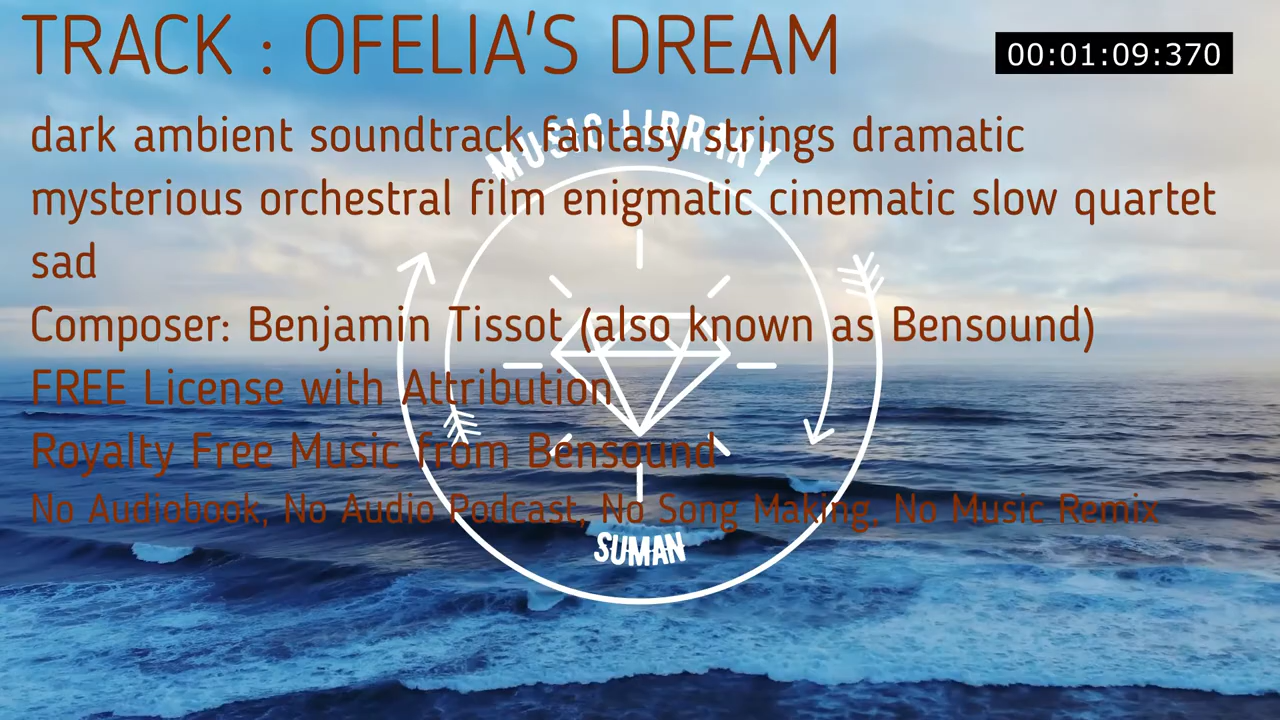 TRACK : OFELIA'S DREAM
00:01:09:370
MUSIC LIBRARY
dark ambient soundtrack fantasy strings dramatic
mysterious orchestral film enigmatic cinematic slow quartet
sad
Composer: Benjamin Tissot (also known as Bensound)
FREE License with Attribution
Royalty Free Music from Bensound
No Audiobook, No Audio Podcast, No Song Making, No Music Remix
SUMAN